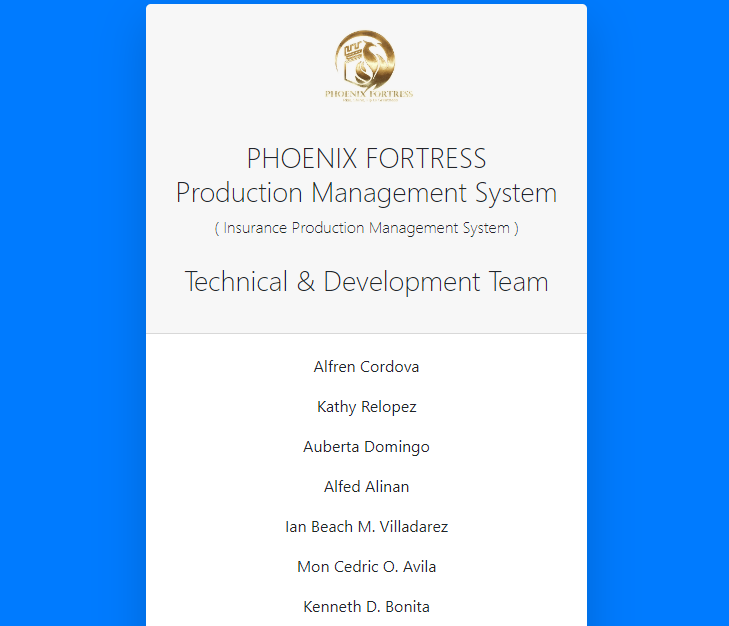 PHOENIX FORTRESS
PHOENIX FORTRESS
Production Management System
( Insurance Production Management System )
Technical & Development Team
Alfren Cordova
Kathy Relopez
Auberta Domingo
Alfed Alinan
Ian Beach M. Villadarez
Mon Cedric O. Avila
Kenneth D. Bonita